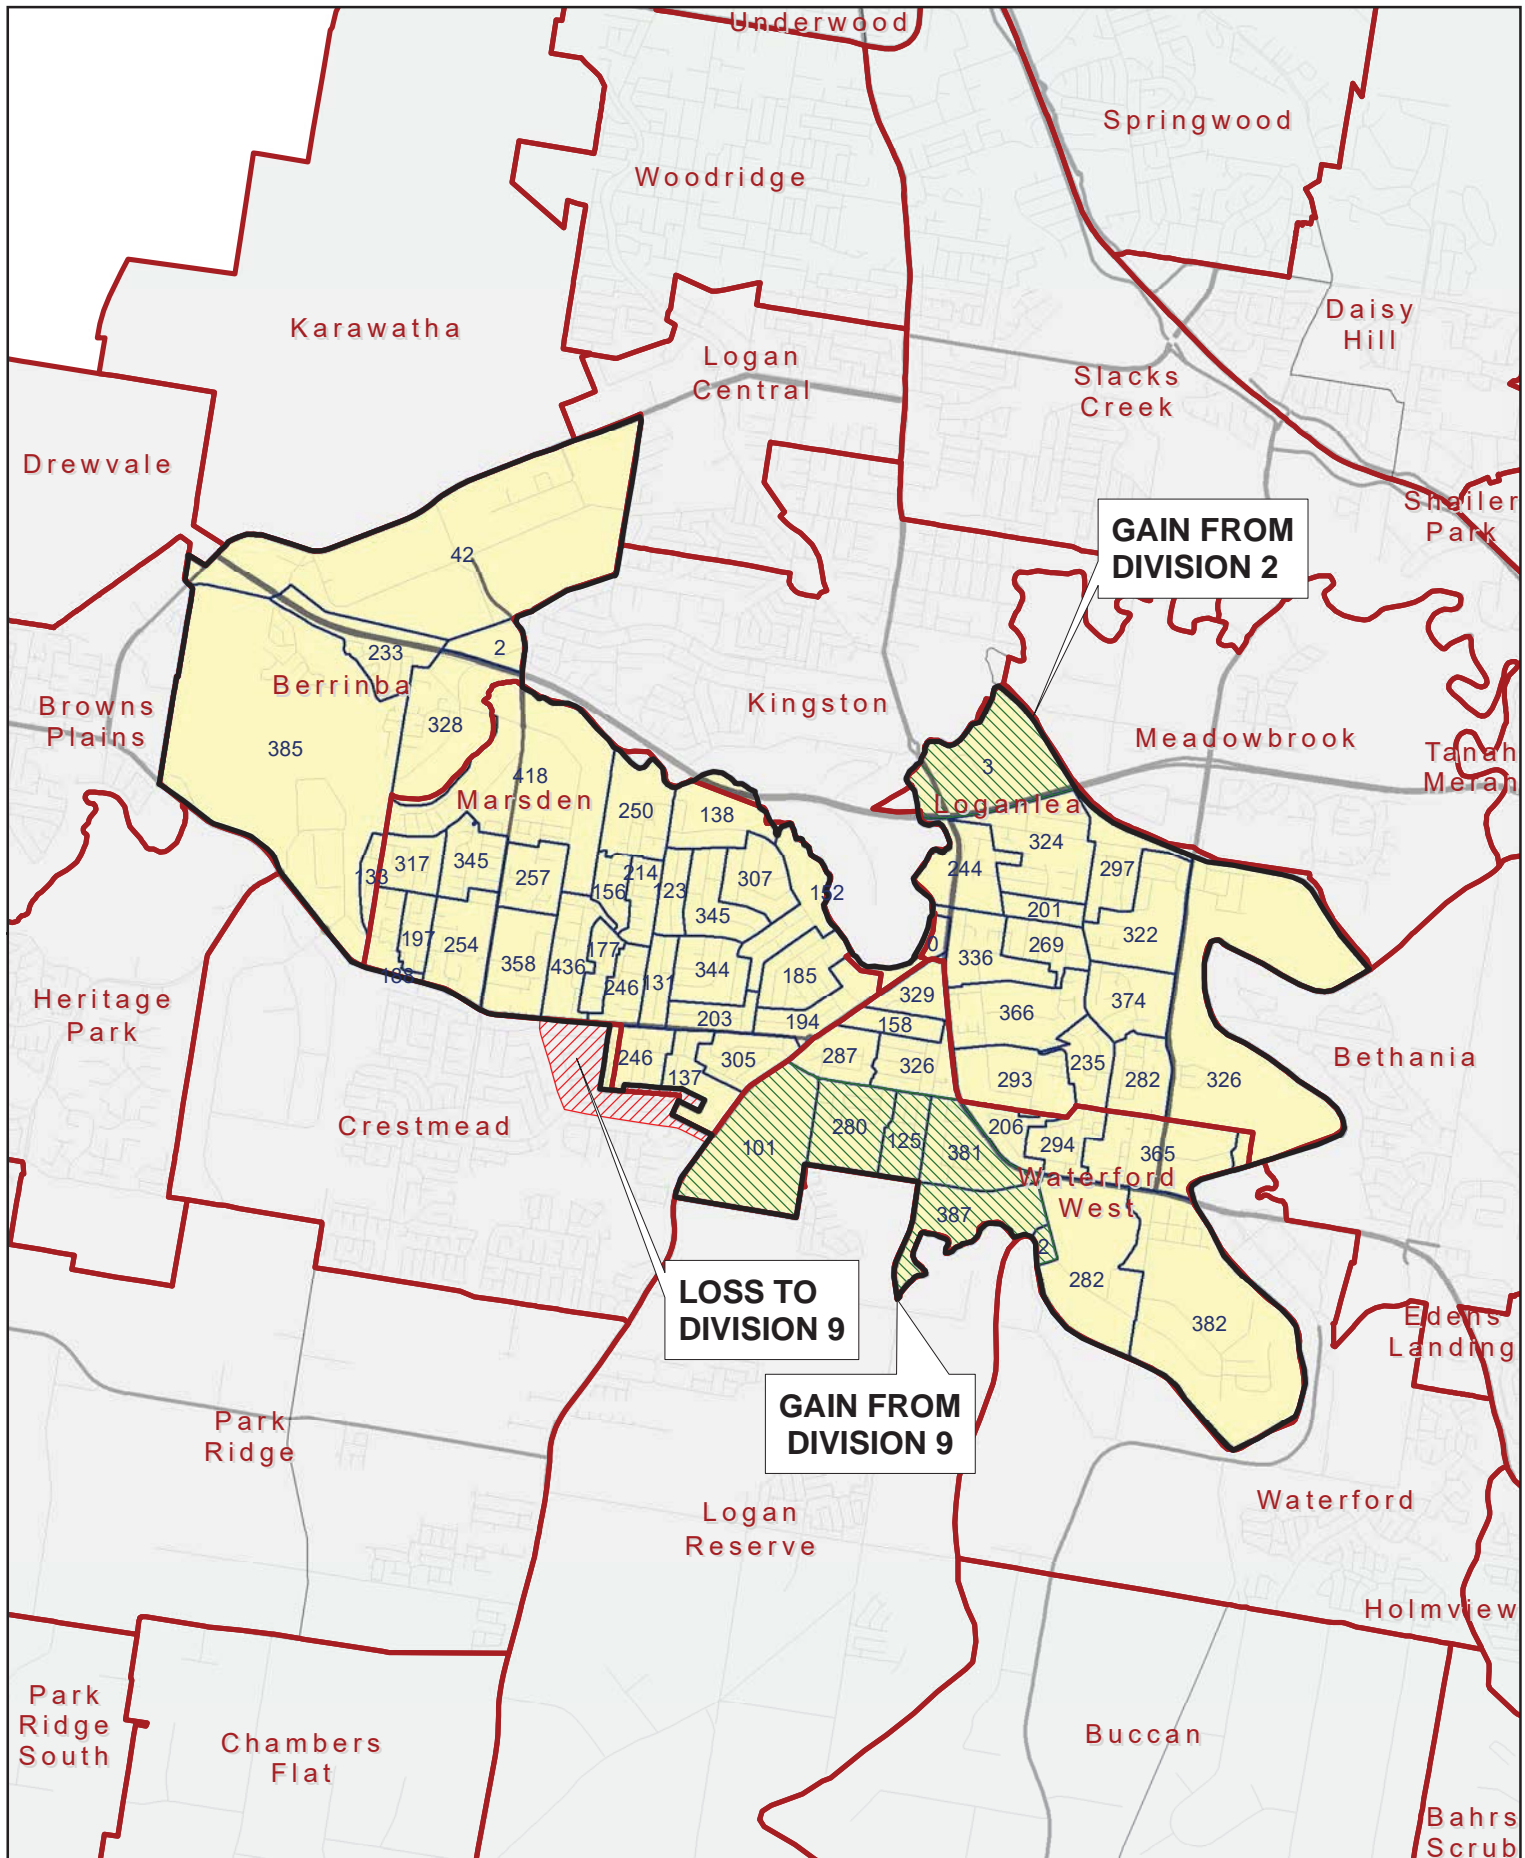 Underwood
Springwood
Woodridge
Karawatha
Daisy
Hill
Logan
Central
Slacks
Creek
Drewvale
Shailer
Park
GAIN FROM
DIVISION 2
42
2
233
Berrinba
Browns
Plains
328
385
Kingston
Meadowbrook
Tanah
Merah
3
418
Marsden
Loganlea
250
138
324
317
345
133
257
214
156
123
307
152
345
244
297
201
197
254
358
436
177
246
131
344
185
0
336
269
322
329
366
374
203
194
158
Heritage
Park
246
137
305
287
326
293
235
282
326
Bethania
Crestmead
101
280
125
381
206
294
365
Waterford
West
387
2
282
382
LOSS TO
DIVISION 9
Edens
Landing
GAIN FROM
DIVISION 9
Park
Ridge
Logan
Reserve
Waterford
Holmview
Park
Ridge
South
Chambers
Flat
Buccan
Bahrs
Scrub